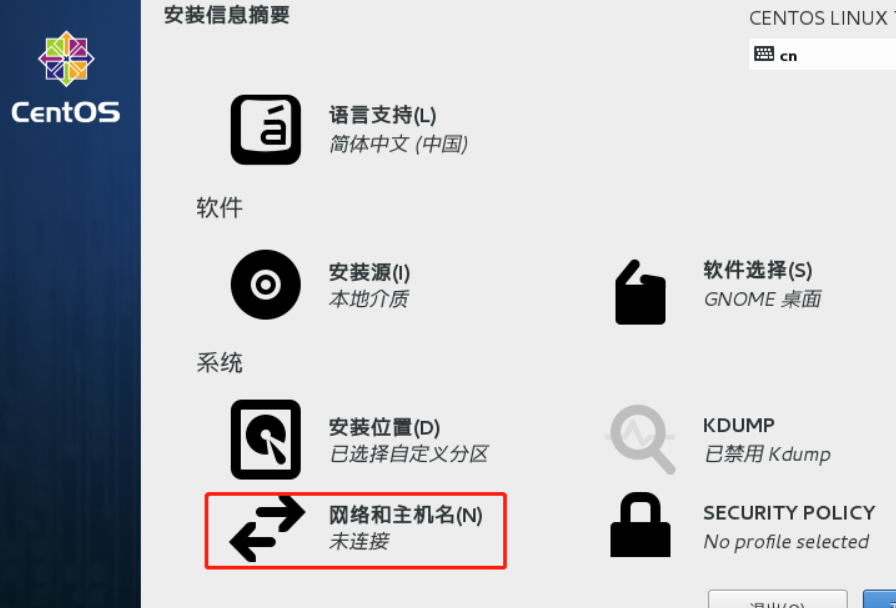 安装信息摘要
CENTOS LINUX
cn
CentOS
语言支持(L)
简体中文 (中国)
软件
安装源(I)
本地介质
软件选择(S)
GNOME 桌面
系统
安装位置(D)
已选择自定义分区
KDUMP
已禁用 Kdump
网络和主机名(N)
未连接
SECURITY POLICY
No profile selected